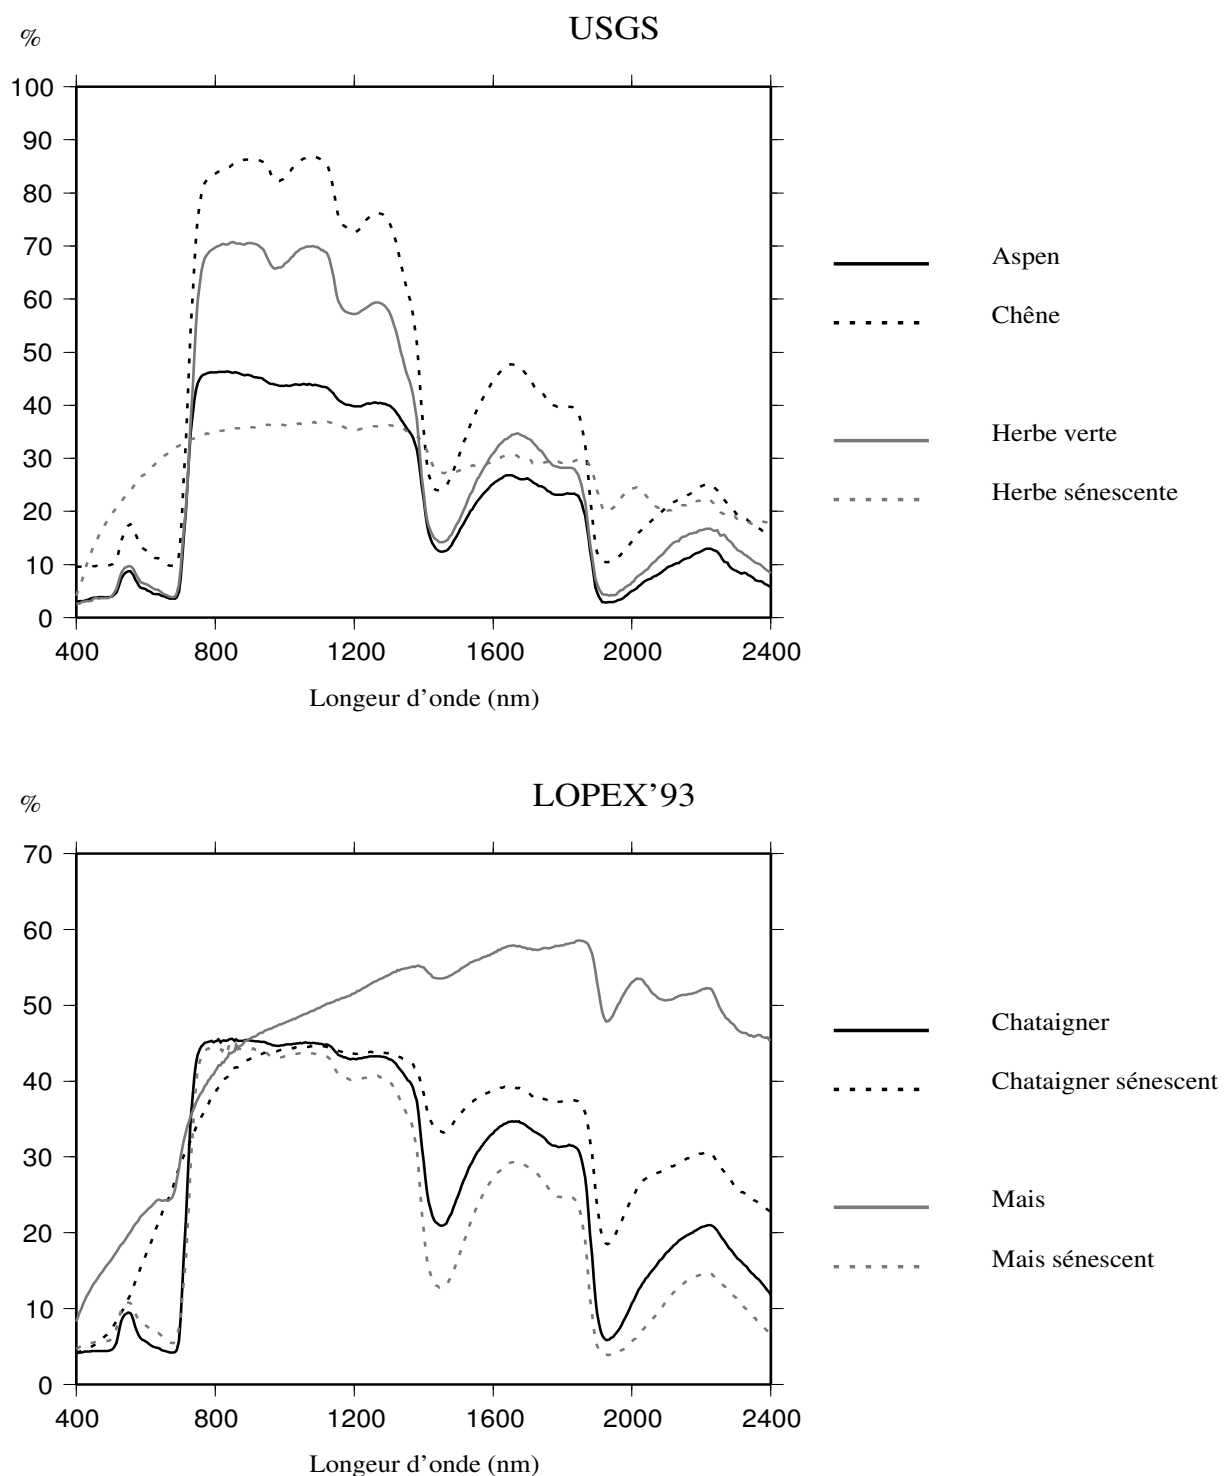 USGS
%
100
90
80
70
60
50
40
30
20
10
0
400 800 1200 1600 2000 2400
Longeur d'onde (nm)
Aspen
Chêne
Herbe verte
Herbe sénescente
LOPEX'93
%
70
60
50
40
30
20
10
0
400 800 1200 1600 2000 2400
Longeur d'onde (nm)
Chataigner
Chataigner sénescent
Mais
Mais sénescent